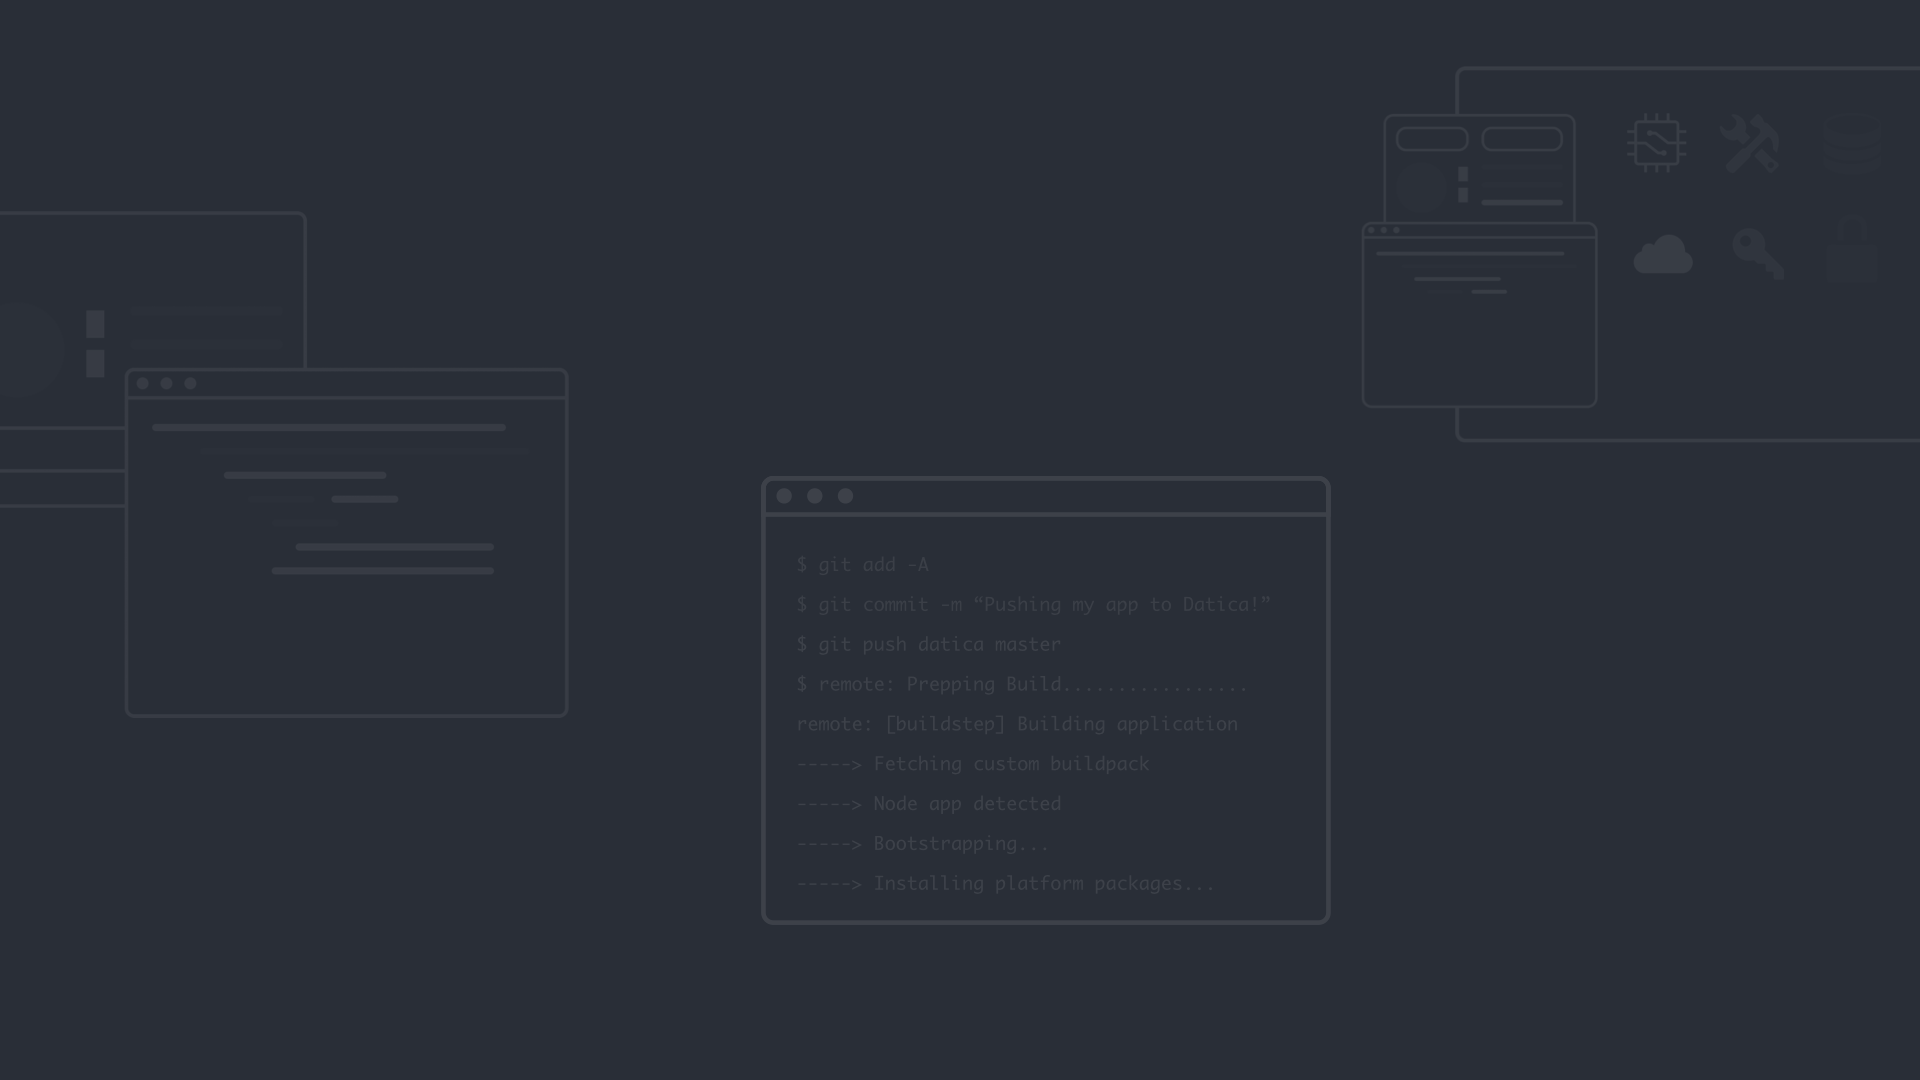 $ git add -A
$ git commit -m “Pushing my app to Datica!”
$ git push datica master
$ remote: Prepping Build.................
remote: [buildstep] Building application
-----> Fetching custom buildpack
-----> Node app detected
-----> Bootstrapping...
-----> Installing platform packages...